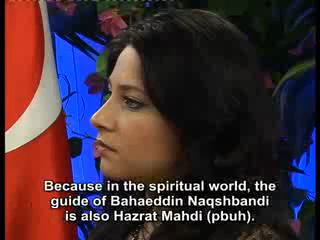 Because in the spiritual world, the
guide of Bahaeddin Naqshbandi
is also Hazrat Mahdi (pbuh).